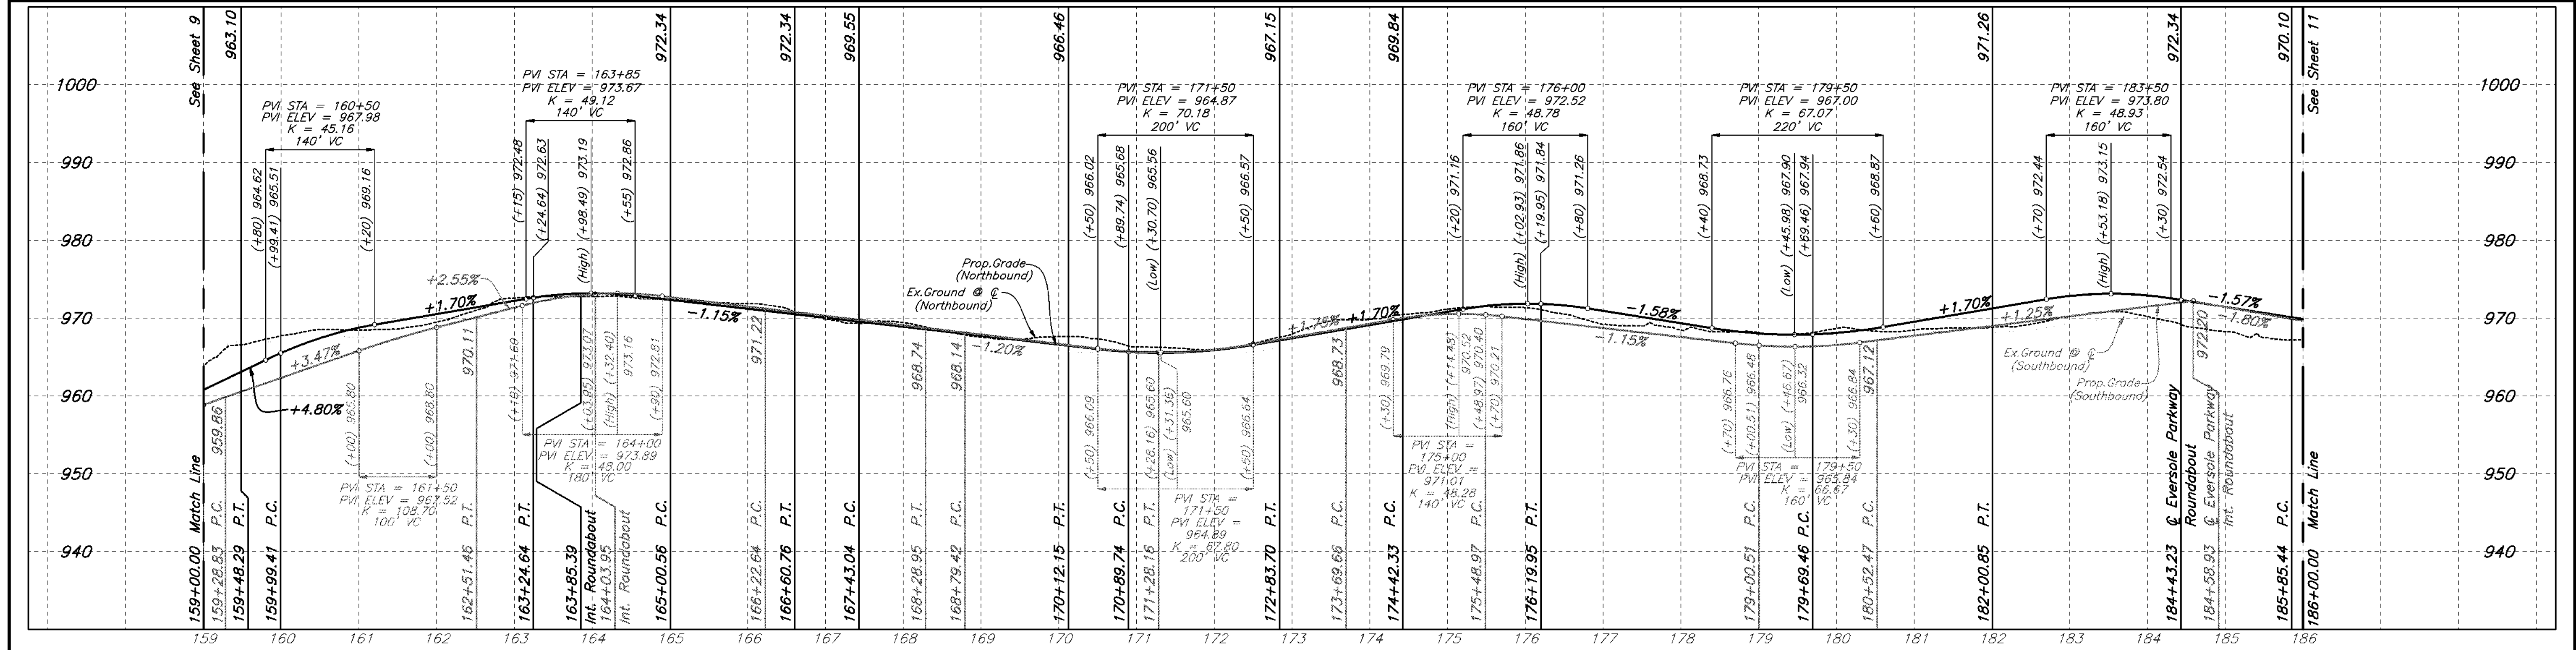 See Sheet 9
963.10
972.34
972.34
969.55
966.46
967.15
969.84
971.26
972.34
970.10
See Sheet 11
1000
990
980
970
960
950
940
PVI STA = 160+50
PVI ELEV = 967.98
K = 45.16
140' VC
(+80) 964.62
(+99.41) 965.51
(+20) 969.16
PVI STA = 163+85
PVI ELEV = 973.67
K = 49.12
140' VC
(+15) 972.48
(+24.64) 972.63
(High) (+98.49) 973.19
(+55) 972.86
PVI STA = 171+50
PVI ELEV = 964.87
K = 70.18
200' VC
(+50) 966.02
(+89.74) 965.68
(Low) (+30.70) 965.56
(+50) 966.57
PVI STA = 176+00
PVI ELEV = 972.52
K = 48.78
160' VC
(+20) 971.16
(High) (+02.93) 971.86
(+19.95) 971.84
(+80) 971.26
PVI STA = 179+50
PVI ELEV = 967.00
K = 67.07
220' VC
(+40) 968.73
(Low) (+45.98) 967.90
(+69.46) 967.94
(+60) 968.87
PVI STA = 183+50
PVI ELEV = 973.80
K = 48.93
160' VC
(+70) 972.44
(High) (+53.18) 973.15
(+30) 972.54
1000
990
980
970
960
950
940
+4.80%
+3.47%
+2.55%
+1.70%
-1.15%
Prop.Grade
(Northbound)
Ex.Ground @ ℄
(Northbound)
-1.20%
+1.75%
+1.70%
-1.58%
-1.15%
+1.70%
+1.25%
-1.57%
-1.80%
Ex.Ground @ ℄
(Southbound)
Prop.Grade
(Southbound)
959.86
(+00) 965.80
(+00) 968.80
970.11
PVI STA = 161+50
PVI ELEV = 967.52
K = 108.70
100' VC
(+10) 971.69
(+03.95) 973.07
(High) (+32.40)
973.16
(+90) 972.81
PVI STA = 164+00
PVI ELEV = 973.89
K = 48.00
180' VC
971.22
968.74
968.14
(+50) 966.09
(+28.16) 965.60
(Low) (+31.36)
965.60
(+50) 966.64
PVI STA =
171+50
PVI ELEV =
964.89
K = 67.80
200' VC
968.73
(+30) 969.79
(High) (+14.48)
970.52
(+48.97) 970.40
(+70) 970.21
PVI STA =
175+00
PVI ELEV =
971.01
K = 48.28
140' VC
(+70) 966.76
(+00.51) 966.48
(Low) (+46.67)
966.32
(+30) 966.84
967.12
PVI STA = 179+50
PVI ELEV = 965.84
K = 66.67
160' VC
972.20
159+00.00 Match Line
159+28.83 P.C.
159+48.29 P.T.
159+99.41 P.C.
162+51.46 P.T.
163+24.64 P.T.
163+85.39
Int. Roundabout
164+03.95
Int. Roundabout
165+00.56 P.C.
166+22.64 P.C.
166+60.76 P.T.
167+43.04 P.C.
168+28.95 P.T.
168+79.42 P.C.
170+12.15 P.T.
170+89.74 P.C.
171+28.16 P.T.
172+83.70 P.T.
173+69.66 P.C.
174+42.33 P.C.
175+48.97 P.C.
176+19.95 P.T.
179+00.51 P.C.
179+69.46 P.C.
180+52.47 P.C.
182+00.85 P.T.
184+43.23 ℄ Eversole Parkway
Roundabout
184+58.93 ℄ Eversole Parkway
Int. Roundabout
185+85.44 P.C.
186+00.00 Match Line
159 160 161 162 163 164 165 166 167 168 169 170 171 172 173 174 175 176 177 178 179 180 181 182 183 184 185 186